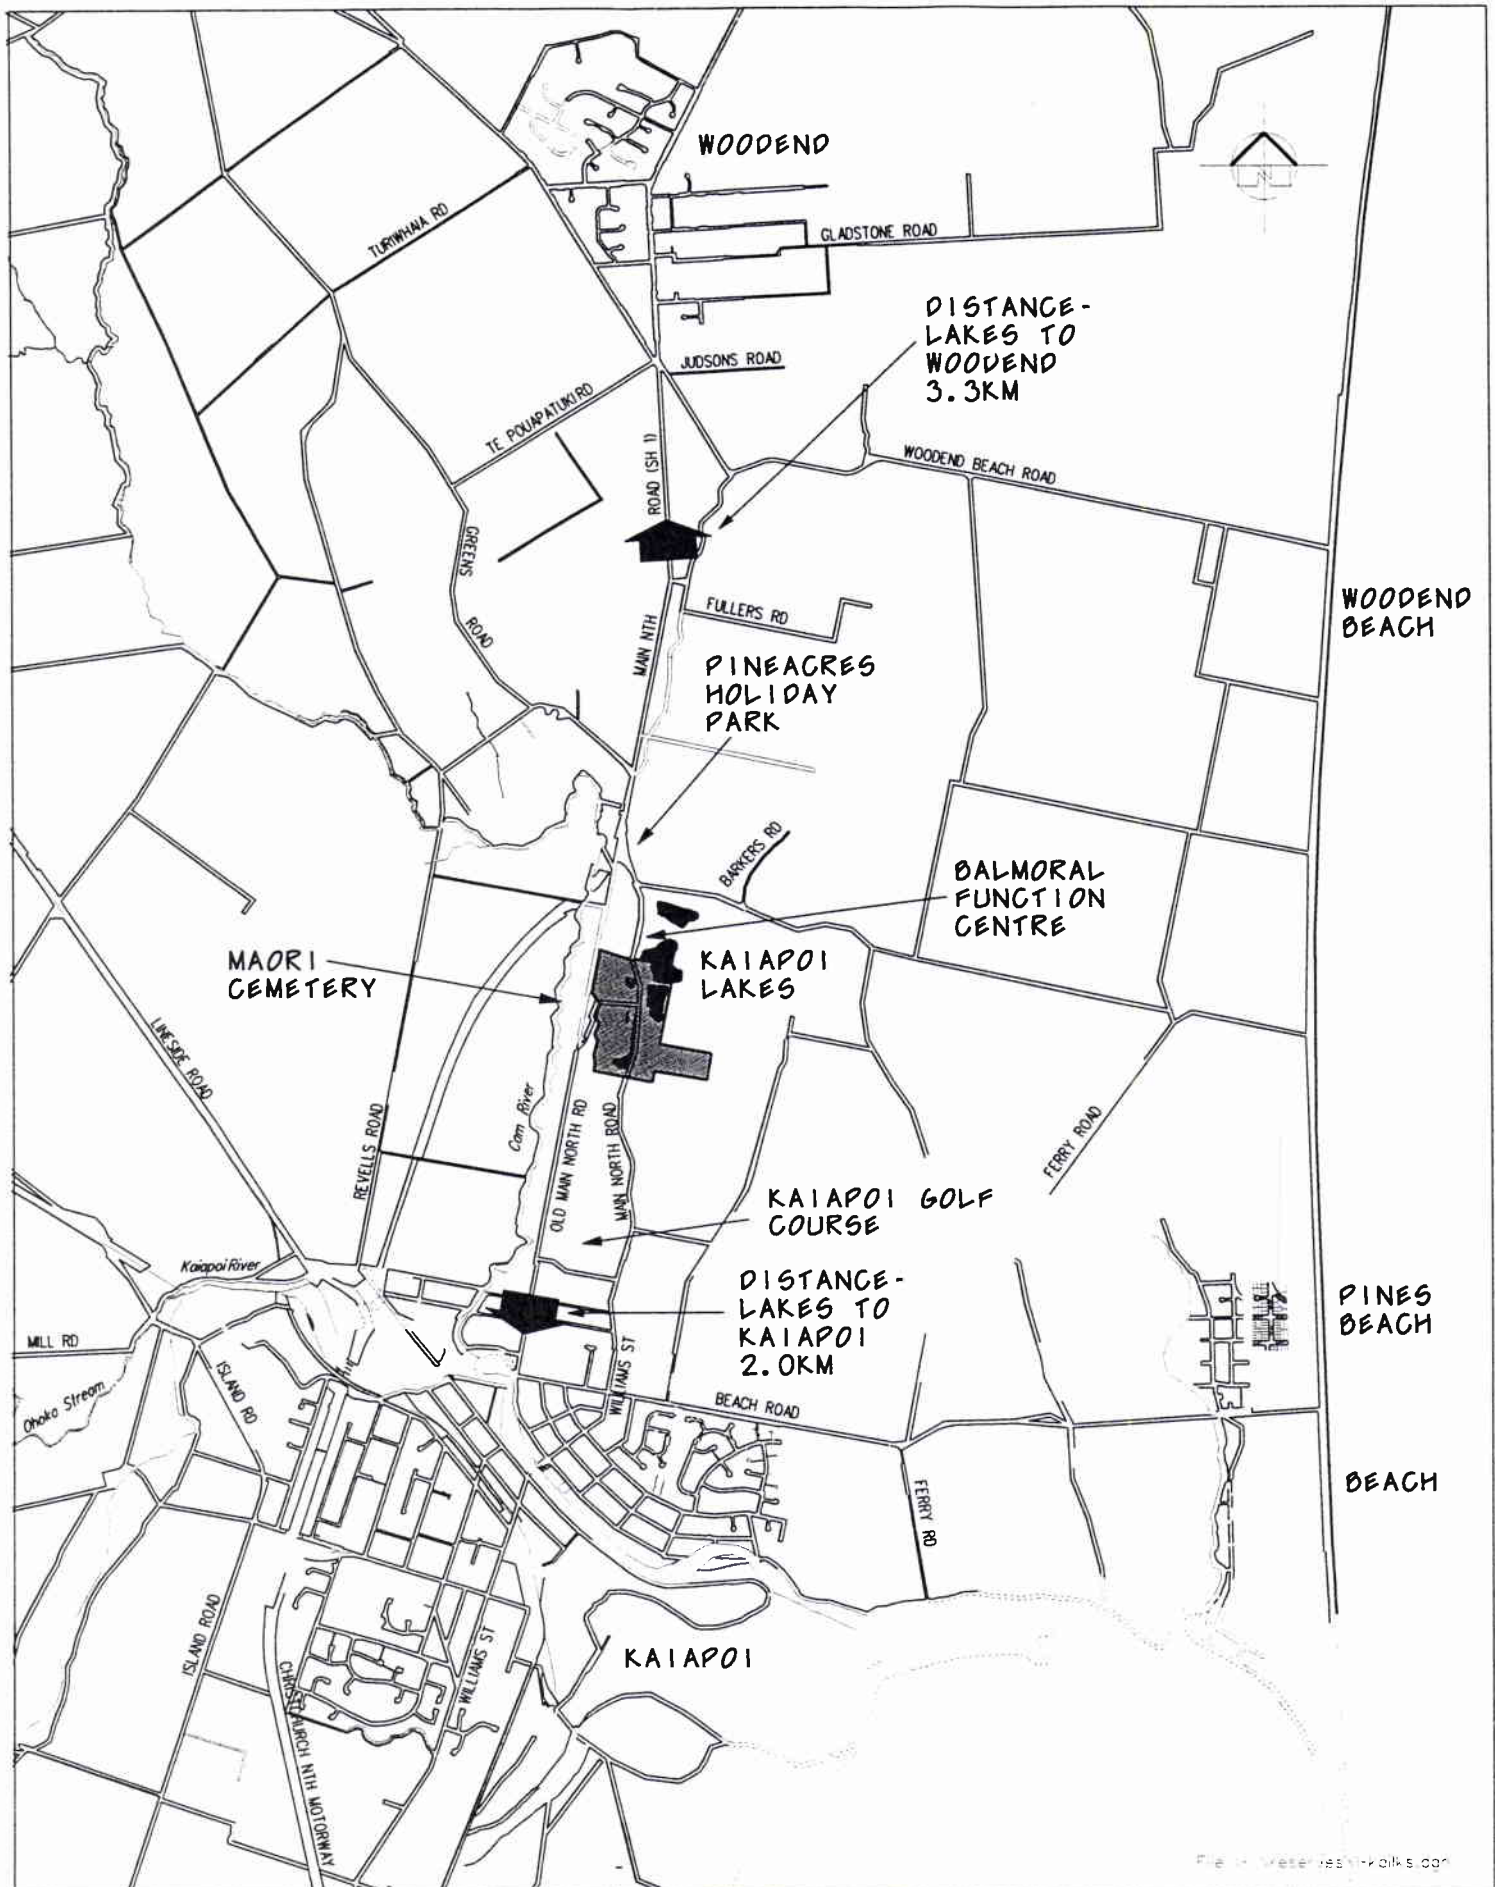 WOODEND
N
TURIWHAIA RD
GLADSTONE ROAD
DISTANCE-
LAKES TO
WOODEND
3.3KM
JUDSONS ROAD
TE POUAPATUKI RD
ROAD (SH 1)
WOODEND BEACH ROAD
GREENS
ROAD
WOODEND
BEACH
FULLERS RD
MAIN NTH
PINEACRES
HOLIDAY
PARK
BARKERS RD
BALMORAL
FUNCTION
CENTRE
MAORI
CEMETERY
KAIAPOI
LAKES
LINESIDE ROAD
REVELLS ROAD
Cam River
OLD MAIN NORTH RD
MAIN NORTH ROAD
FERRY ROAD
KAIAPOI GOLF
COURSE
Kaiapoi River
DISTANCE-
LAKES TO
KAIAPOI
2.0KM
PINES
BEACH
MILL RD
ISLAND RD
WILLIAMS ST
BEACH ROAD
Ohoka Stream
BEACH
FERRY RD
ISLAND ROAD
WILLIAMS ST
KAIAPOI
CHRISTCHURCH NTH MOTORWAY